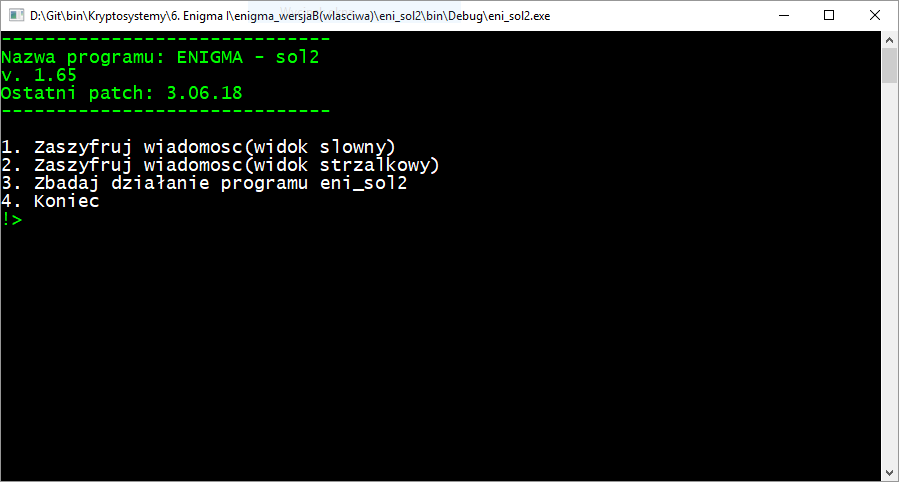 D:\Git\bin\Kryptosystemy\6. Enigma I\enigma_wersjaB(wlasciwa)\eni_sol2\bin\Debug\eni_sol2.exe
------------------------------
Nazwa programu: ENIGMA - sol2
v. 1.65
Ostatni patch: 3.06.18
------------------------------
1. Zaszyfruj wiadomosc(widok slowny)
2. Zaszyfruj wiadomosc(widok strzalkowy)
3. Zbadaj działanie programu eni_sol2
4. Koniec
!>